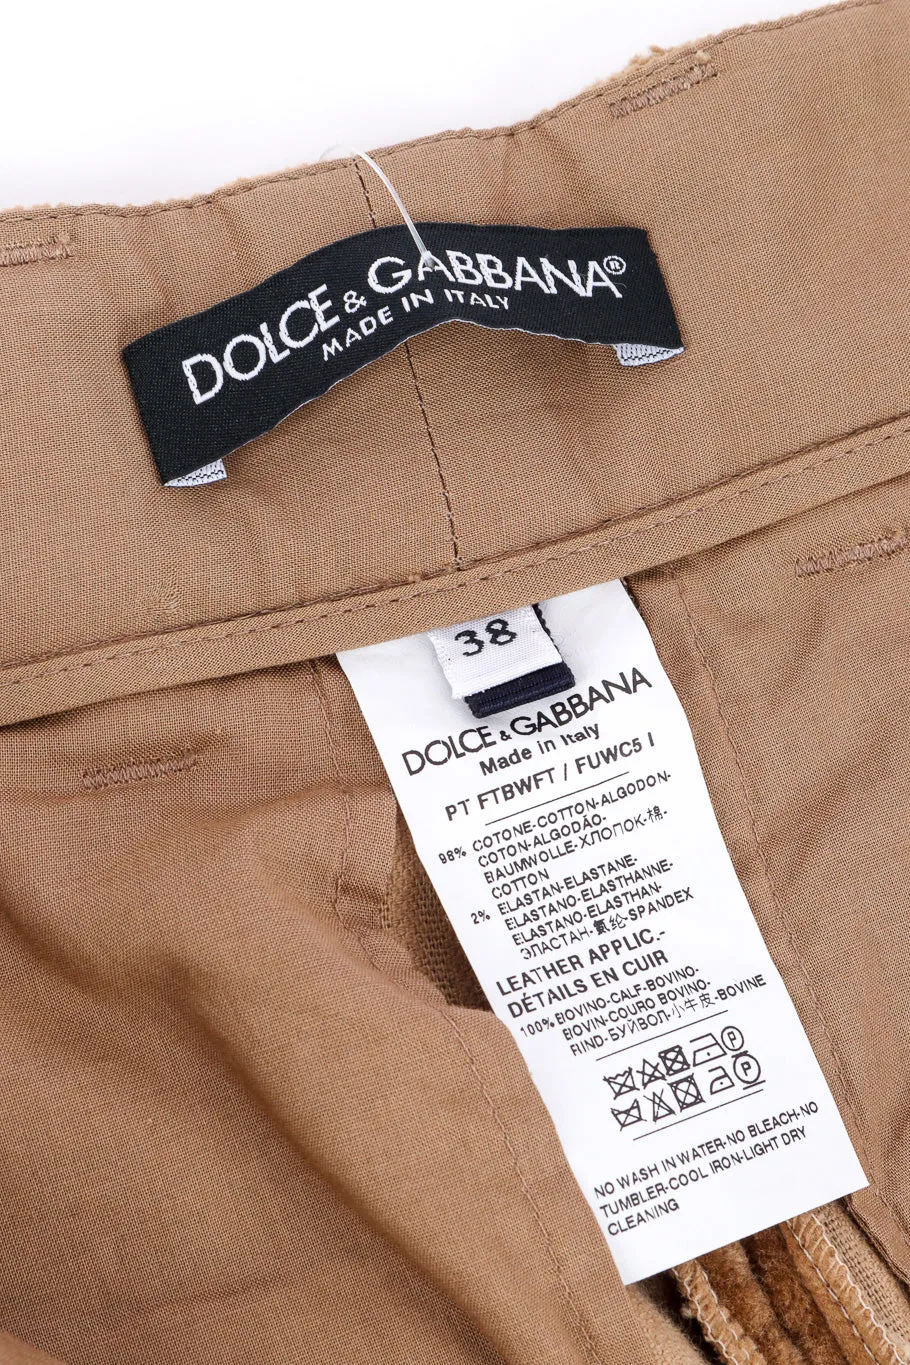 DOLCE & GABBANA®
MADE IN ITALY
38
DOLCE & GABBANA
Made in Italy
PT FTBWFT / FUWC5 I
98% COTONE-COTTON-ALGODON-
COTON-ALGODÃO-
BAUMWOLLE-ХЛОПОК-棉-
COTTON
2% ELASTAN-ELASTANE-
ELASTANO-ELASTHANNE-
ELASTANO-ELASTHAN-
ЭЛАСТАН-氨纶-SPANDEX
LEATHER APPLIC.-
DÉTAILS EN CUIR
100% BOVINO-CALF-BOVINO-
BOVIN-COURO BOVINO-
RIND-БУЙВОЛ-小牛皮-BOVINE
NO WASH IN WATER-NO BLEACH-NO
TUMBLER-COOL IRON-LIGHT DRY
CLEANING